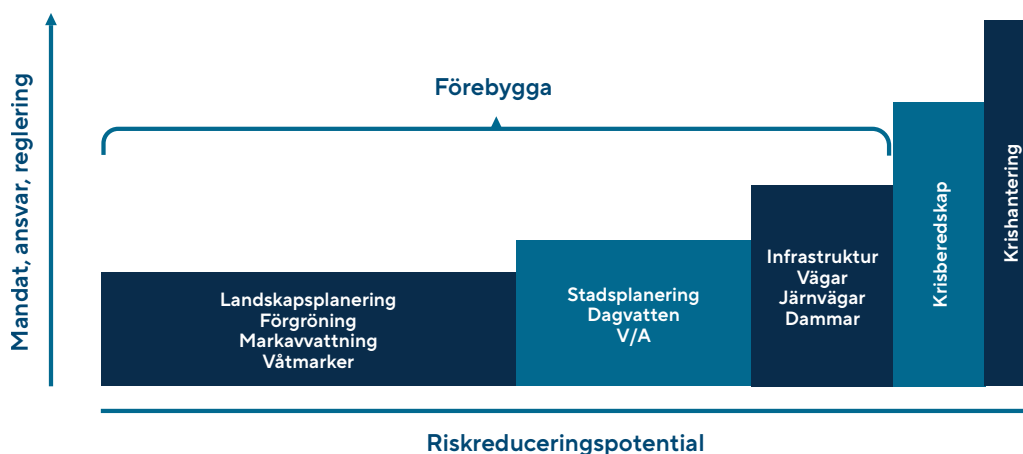 Mandat, ansvar, reglering
Förebygga
Landskapsplanering
Förgröning
Markavvattning
Våtmarker
Stadsplanering
Dagvatten
V/A
Infrastruktur
Vägar
Järnvägar
Dammar
Krisberedskap
Krishantering
Riskreduceringspotential